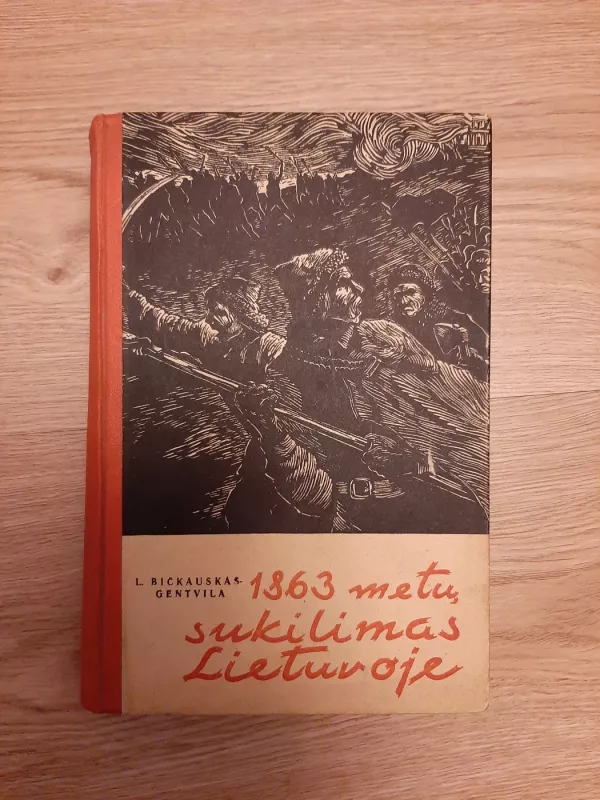 L. BIČKAUSKAS-
GENTVILA
1863 metų
sukilimas
Lietuvoje